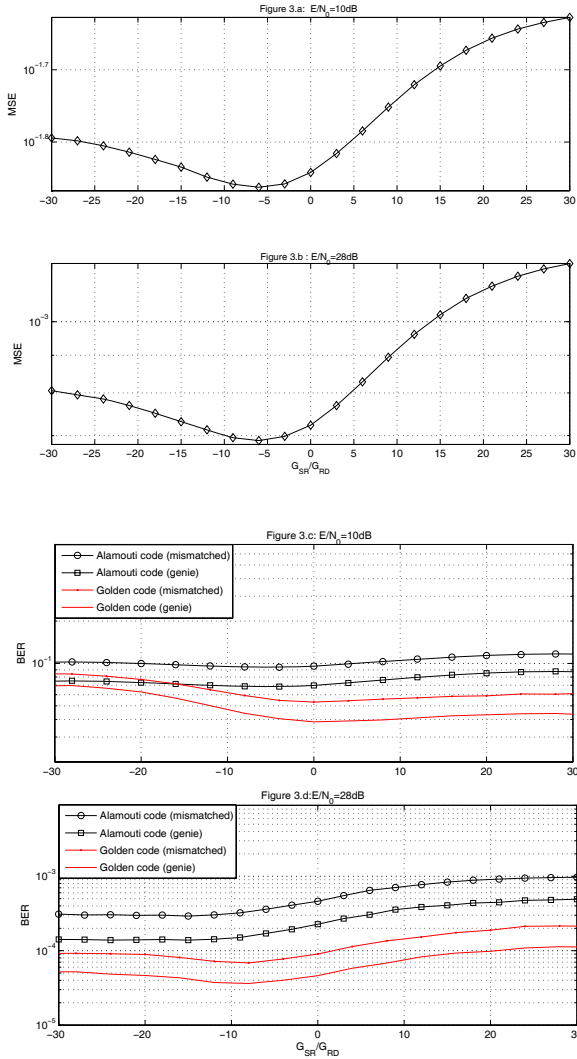 Figure 3.a: E/N0=10dB
MSE
10^-1.7
10^-1.8
−30 −25 −20 −15 −10 −5 0 5 10 15 20 25 30
Figure 3.b : E/N0=28dB
MSE
10^-3
−30 −25 −20 −15 −10 −5 0 5 10 15 20 25 30
GSR/GRD
Figure 3.c: E/N0=10dB
Alamouti code (mismatched)
Alamouti code (genie)
Golden code (mismatched)
Golden code (genie)
BER
10^-1
−30 −20 −10 0 10 20 30
Figure 3.d:E/N0=28dB
Alamouti code (mismatched)
Alamouti code (genie)
Golden code (mismatched)
Golden code (genie)
BER
10^-3
10^-4
10^-5
−30 −20 −10 0 10 20 30
GSR/GRD